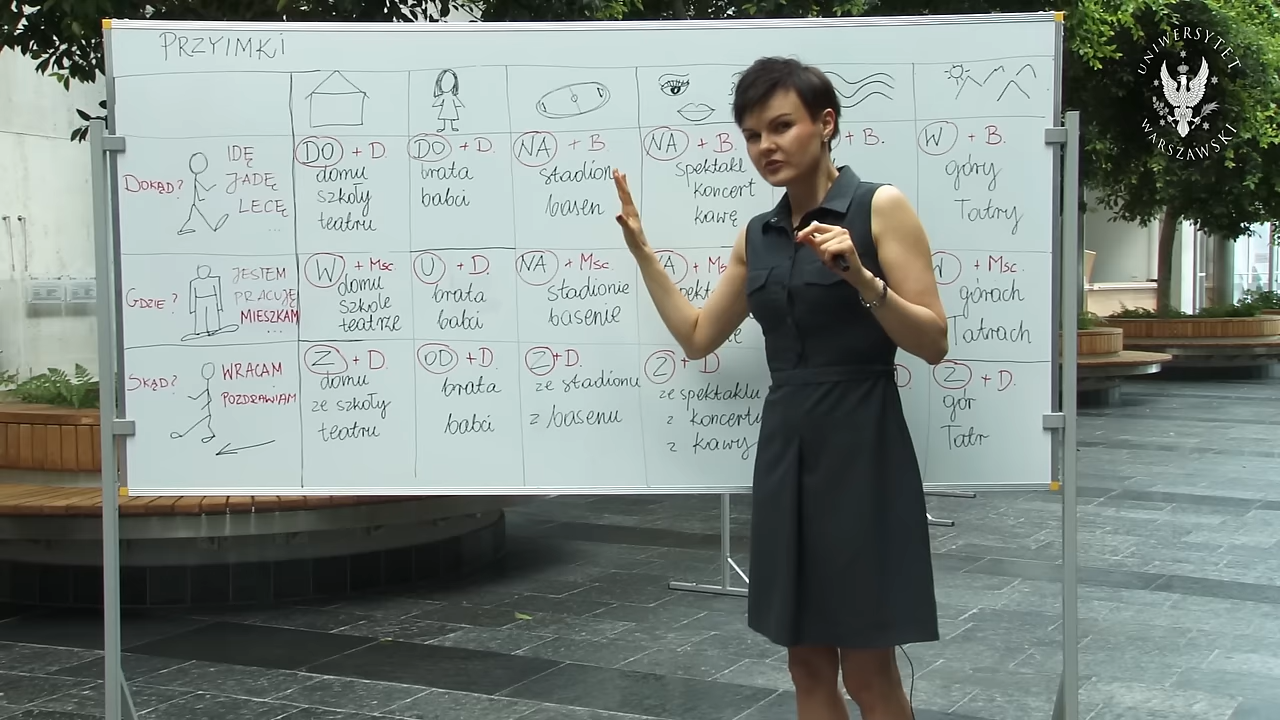 PRZYIMKI
UNIWERSYTET
WARSZAWSKI
DOKĄD?
IDĘ
JADĘ
LECĘ
...
DO + D.
domu
szkoły
teatru
DO + D.
brata
babci
NA + B.
stadion
basen
NA + B.
spektakl
koncert
kawę
+ B.
W + B.
góry
Tatry
GDZIE?
JESTEM
PRACUJĘ
MIESZKAM
...
W + Msc.
domu
szkole
teatrze
U + D.
brata
babci
NA + Msc.
stadionie
basenie
W + Msc.
górach
Tatrach
SKĄD?
WRACAM
POZDRAWIAM
Z + D.
domu
ze szkoły
teatru
OD + D.
brata
babci
Z + D.
ze stadionu
z basenu
Z + D
ze spektaklu
z koncertu
z kawy
D.
Z + D.
gór
Tatr